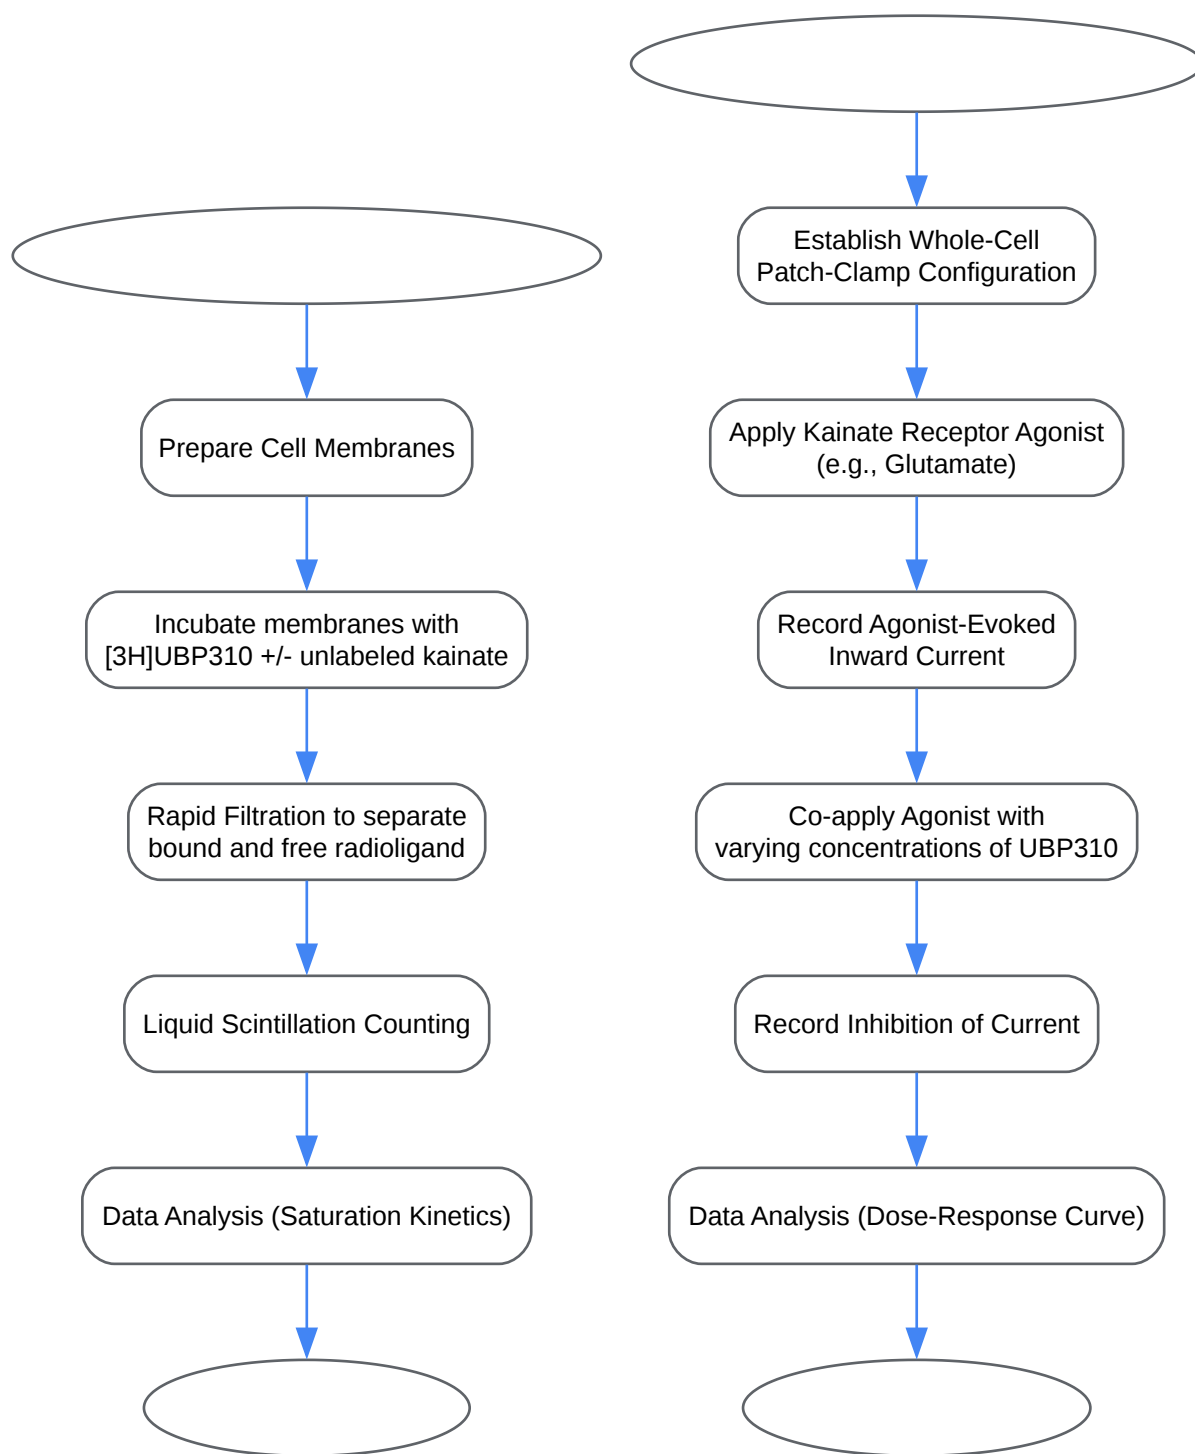 Prepare Cell Membranes
Incubate membranes with
[3H]UBP310 +/- unlabeled kainate
Rapid Filtration to separate
bound and free radioligand
Liquid Scintillation Counting
Data Analysis (Saturation Kinetics)
Establish Whole-Cell
Patch-Clamp Configuration
Apply Kainate Receptor Agonist
(e.g., Glutamate)
Record Agonist-Evoked
Inward Current
Co-apply Agonist with
varying concentrations of UBP310
Record Inhibition of Current
Data Analysis (Dose-Response Curve)